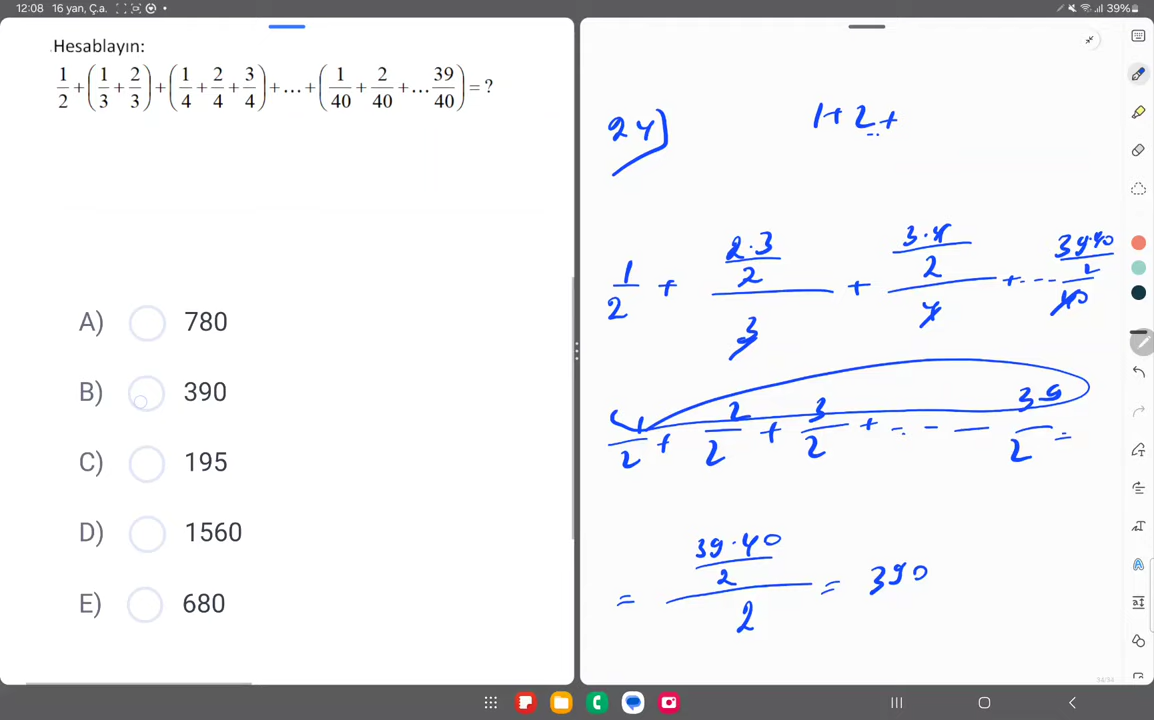 12:08 16 yan, Ç.a. 39%
Hesablayın:
1/2 + (1/3 + 2/3) + (1/4 + 2/4 + 3/4) + ... + (1/40 + 2/40 + ... 39/40) = ?
A) 780
B) 390
C) 195
D) 1560
E) 680
24)
1+2+
1/2 + (2·3/2)/3 + (3·4/2)/4 + ... (39·40/2)/40
1/2 + 2/2 + 3/2 + ... 39/2 =
= (39·40/2)/2 = 390
34/34